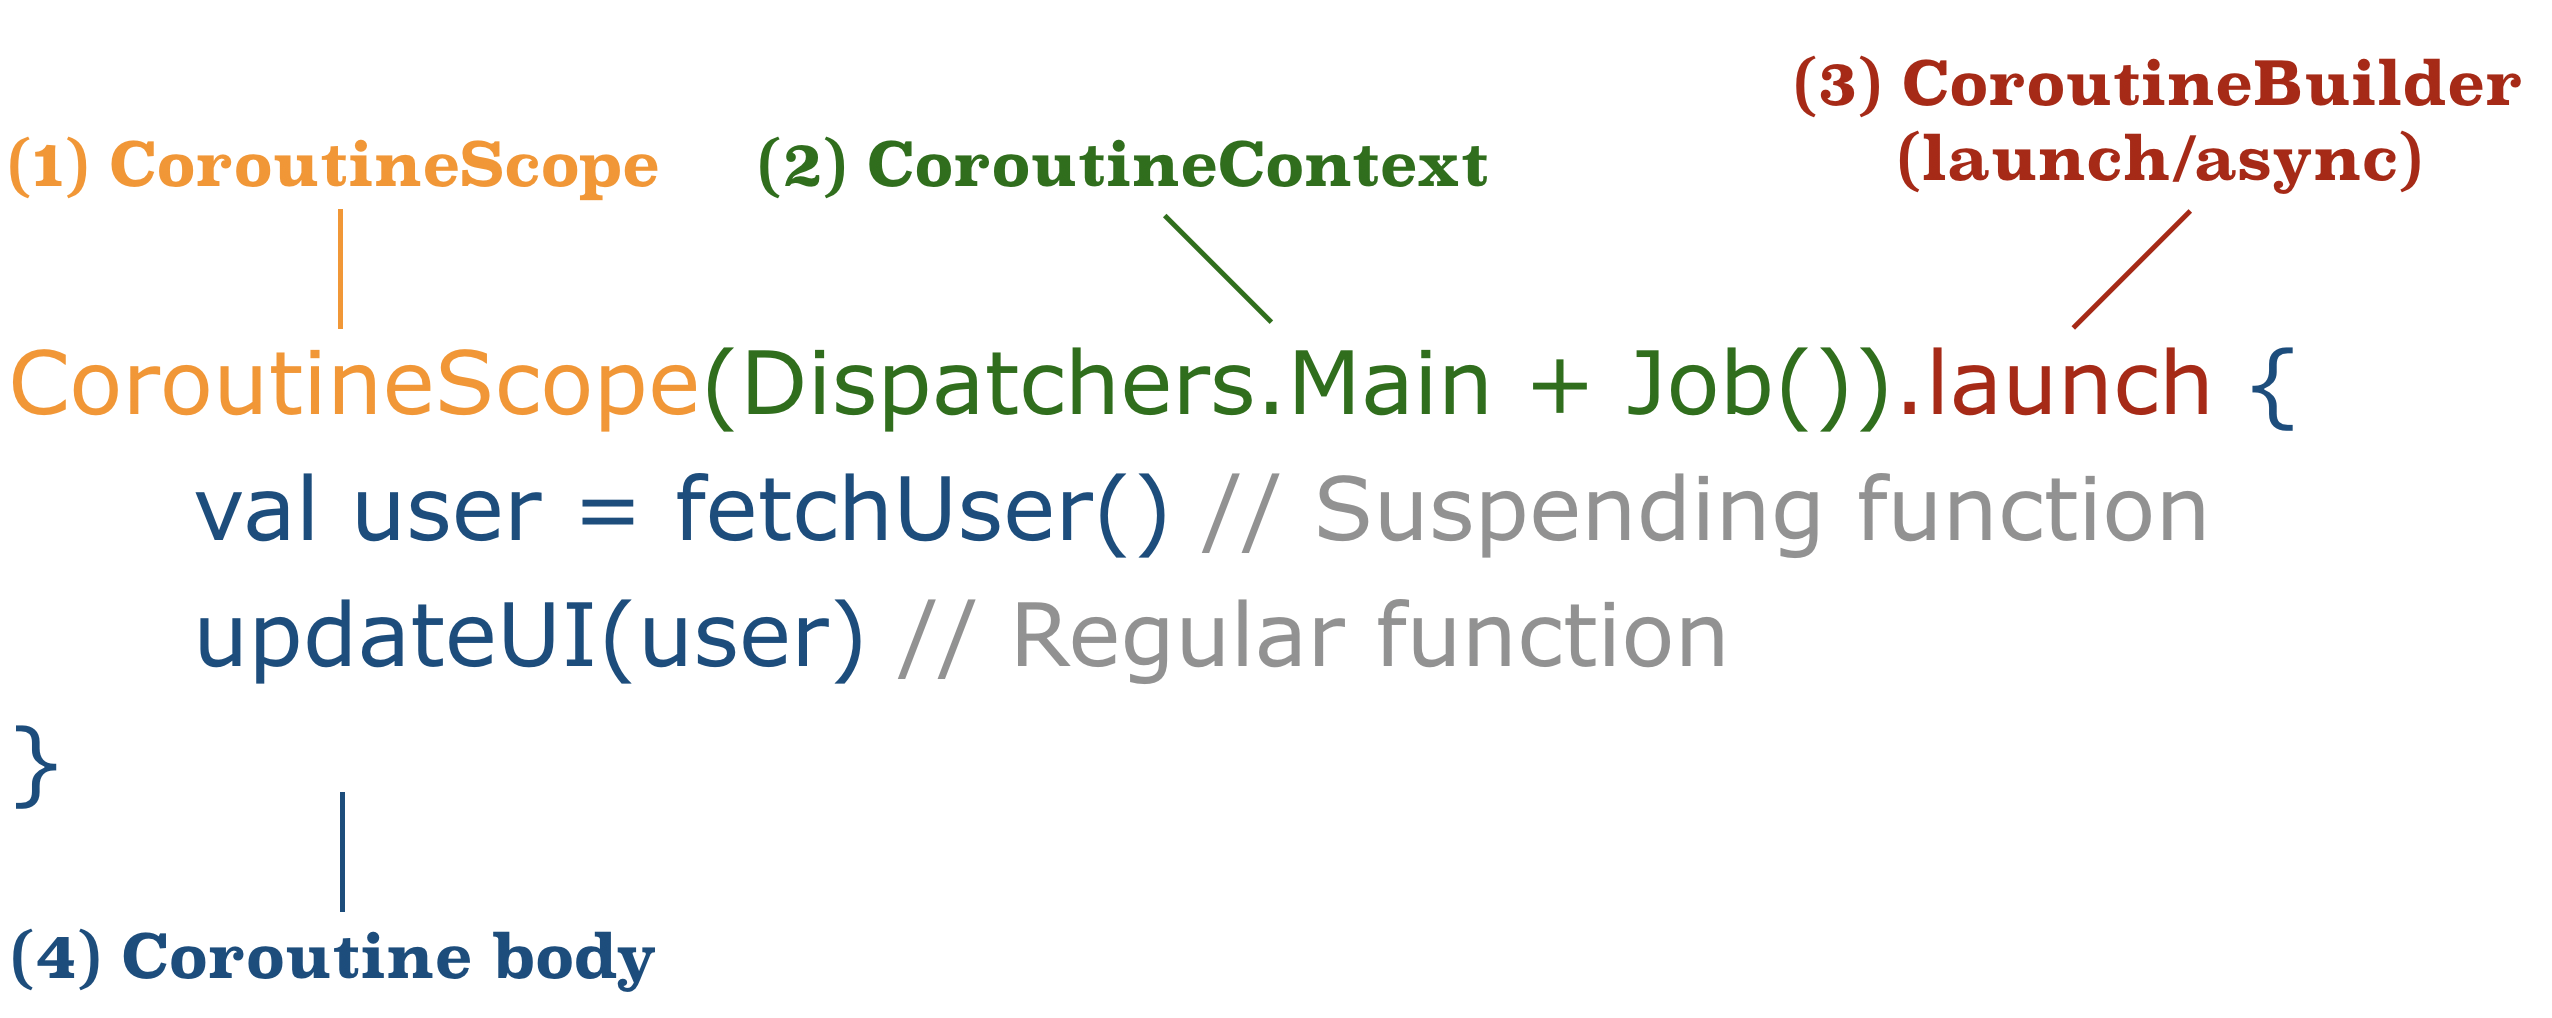 (3) CoroutineBuilder
(1) CoroutineScope (2) CoroutineContext (launch/async)
CoroutineScope(Dispatchers.Main + Job()).launch {
val user = fetchUser() // Suspending function
updateUI(user) // Regular function
}
(4) Coroutine body